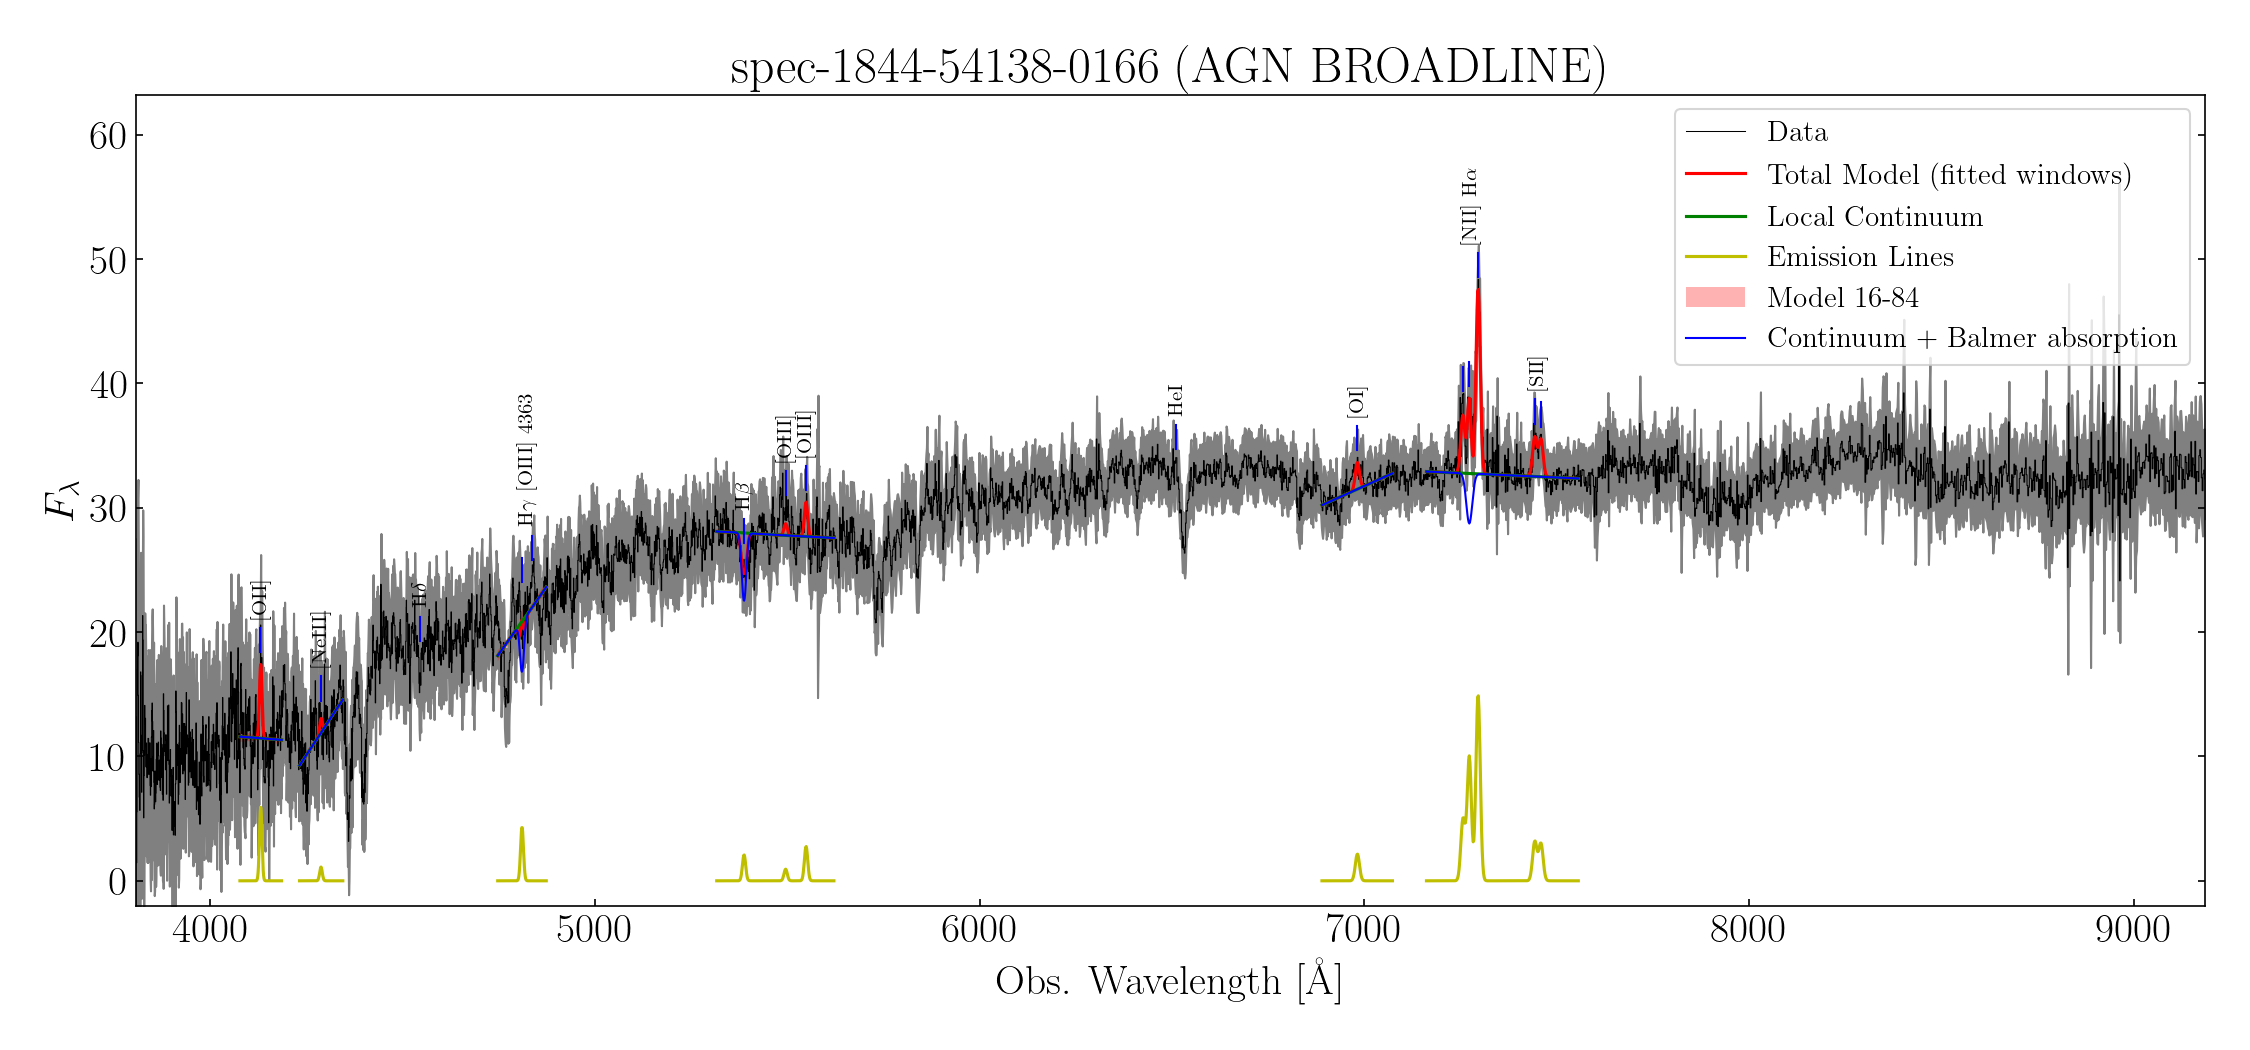 spec-1844-54138-0166 (AGN BROADLINE)
Data
Total Model (fitted windows)
Local Continuum
Emission Lines
Model 16-84
Continuum + Balmer absorption
[OII]
[NeIII]
Hδ
Hγ [OIII] 4363
Hβ
[OIII]
[OIII]
HeI
[OI]
[NII] Hα
[SII]
60
50
40
30
20
10
0
Fλ
4000 5000 6000 7000 8000 9000
Obs. Wavelength [Å]